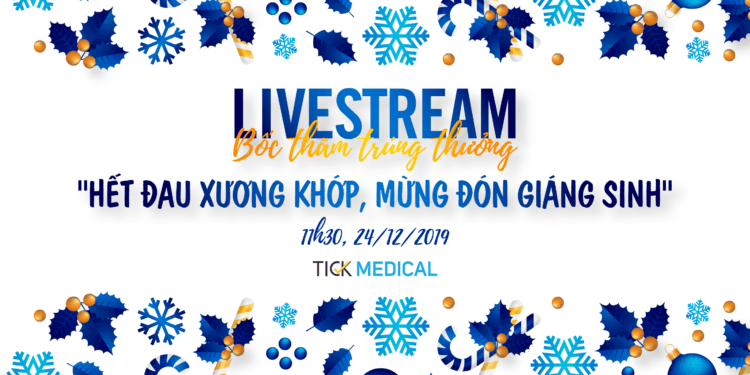 LIVESTREAM
Bốc thăm trúng thưởng
"HẾT ĐAU XƯƠNG KHỚP, MỪNG ĐÓN GIÁNG SINH"
11h30, 24/12/2019
TICK MEDICAL